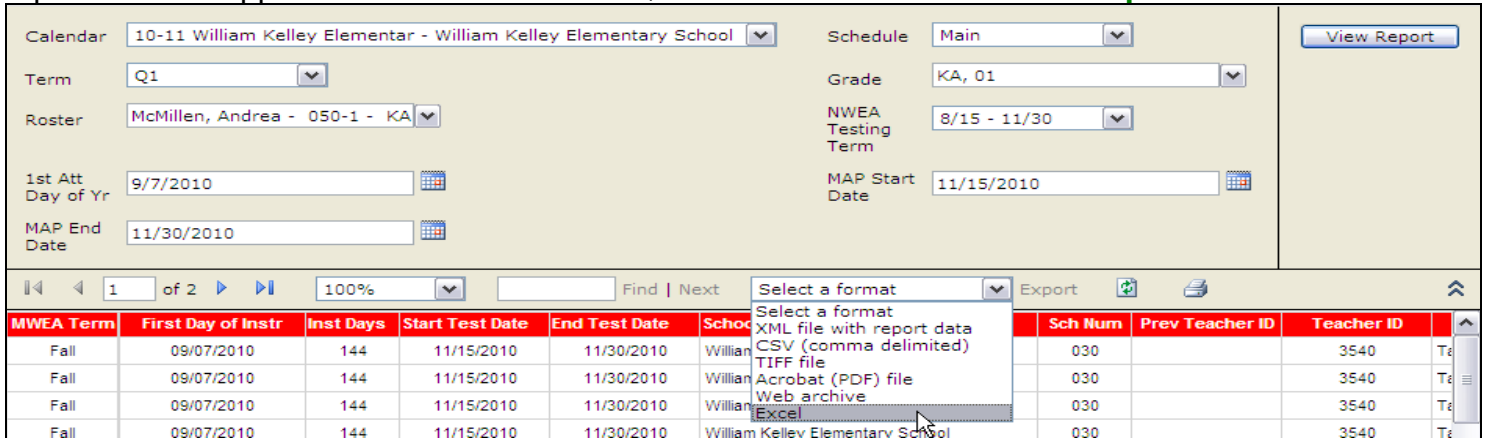 Calendar 10-11 William Kelley Elementar - William Kelley Elementary School Schedule Main View Report
Term Q1 Grade KA, 01
Roster McMillen, Andrea - 050-1 - KA NWEA Testing Term 8/15 - 11/30
1st Att Day of Yr 9/7/2010 MAP Start Date 11/15/2010
MAP End Date 11/30/2010
1 of 2 100% Find | Next Select a format Export
Select a format
XML file with report data
CSV (comma delimited)
TIFF file
Acrobat (PDF) file
Web archive
Excel
MWEA Term First Day of Instr Inst Days Start Test Date End Test Date Sch Num Prev Teacher ID Teacher ID
Fall 09/07/2010 144 11/15/2010 11/30/2010 030 3540
Fall 09/07/2010 144 11/15/2010 11/30/2010 030 3540
Fall 09/07/2010 144 11/15/2010 11/30/2010 030 3540
Fall 09/07/2010 144 11/15/2010 11/30/2010 William Kelley Elementary School 030 3540